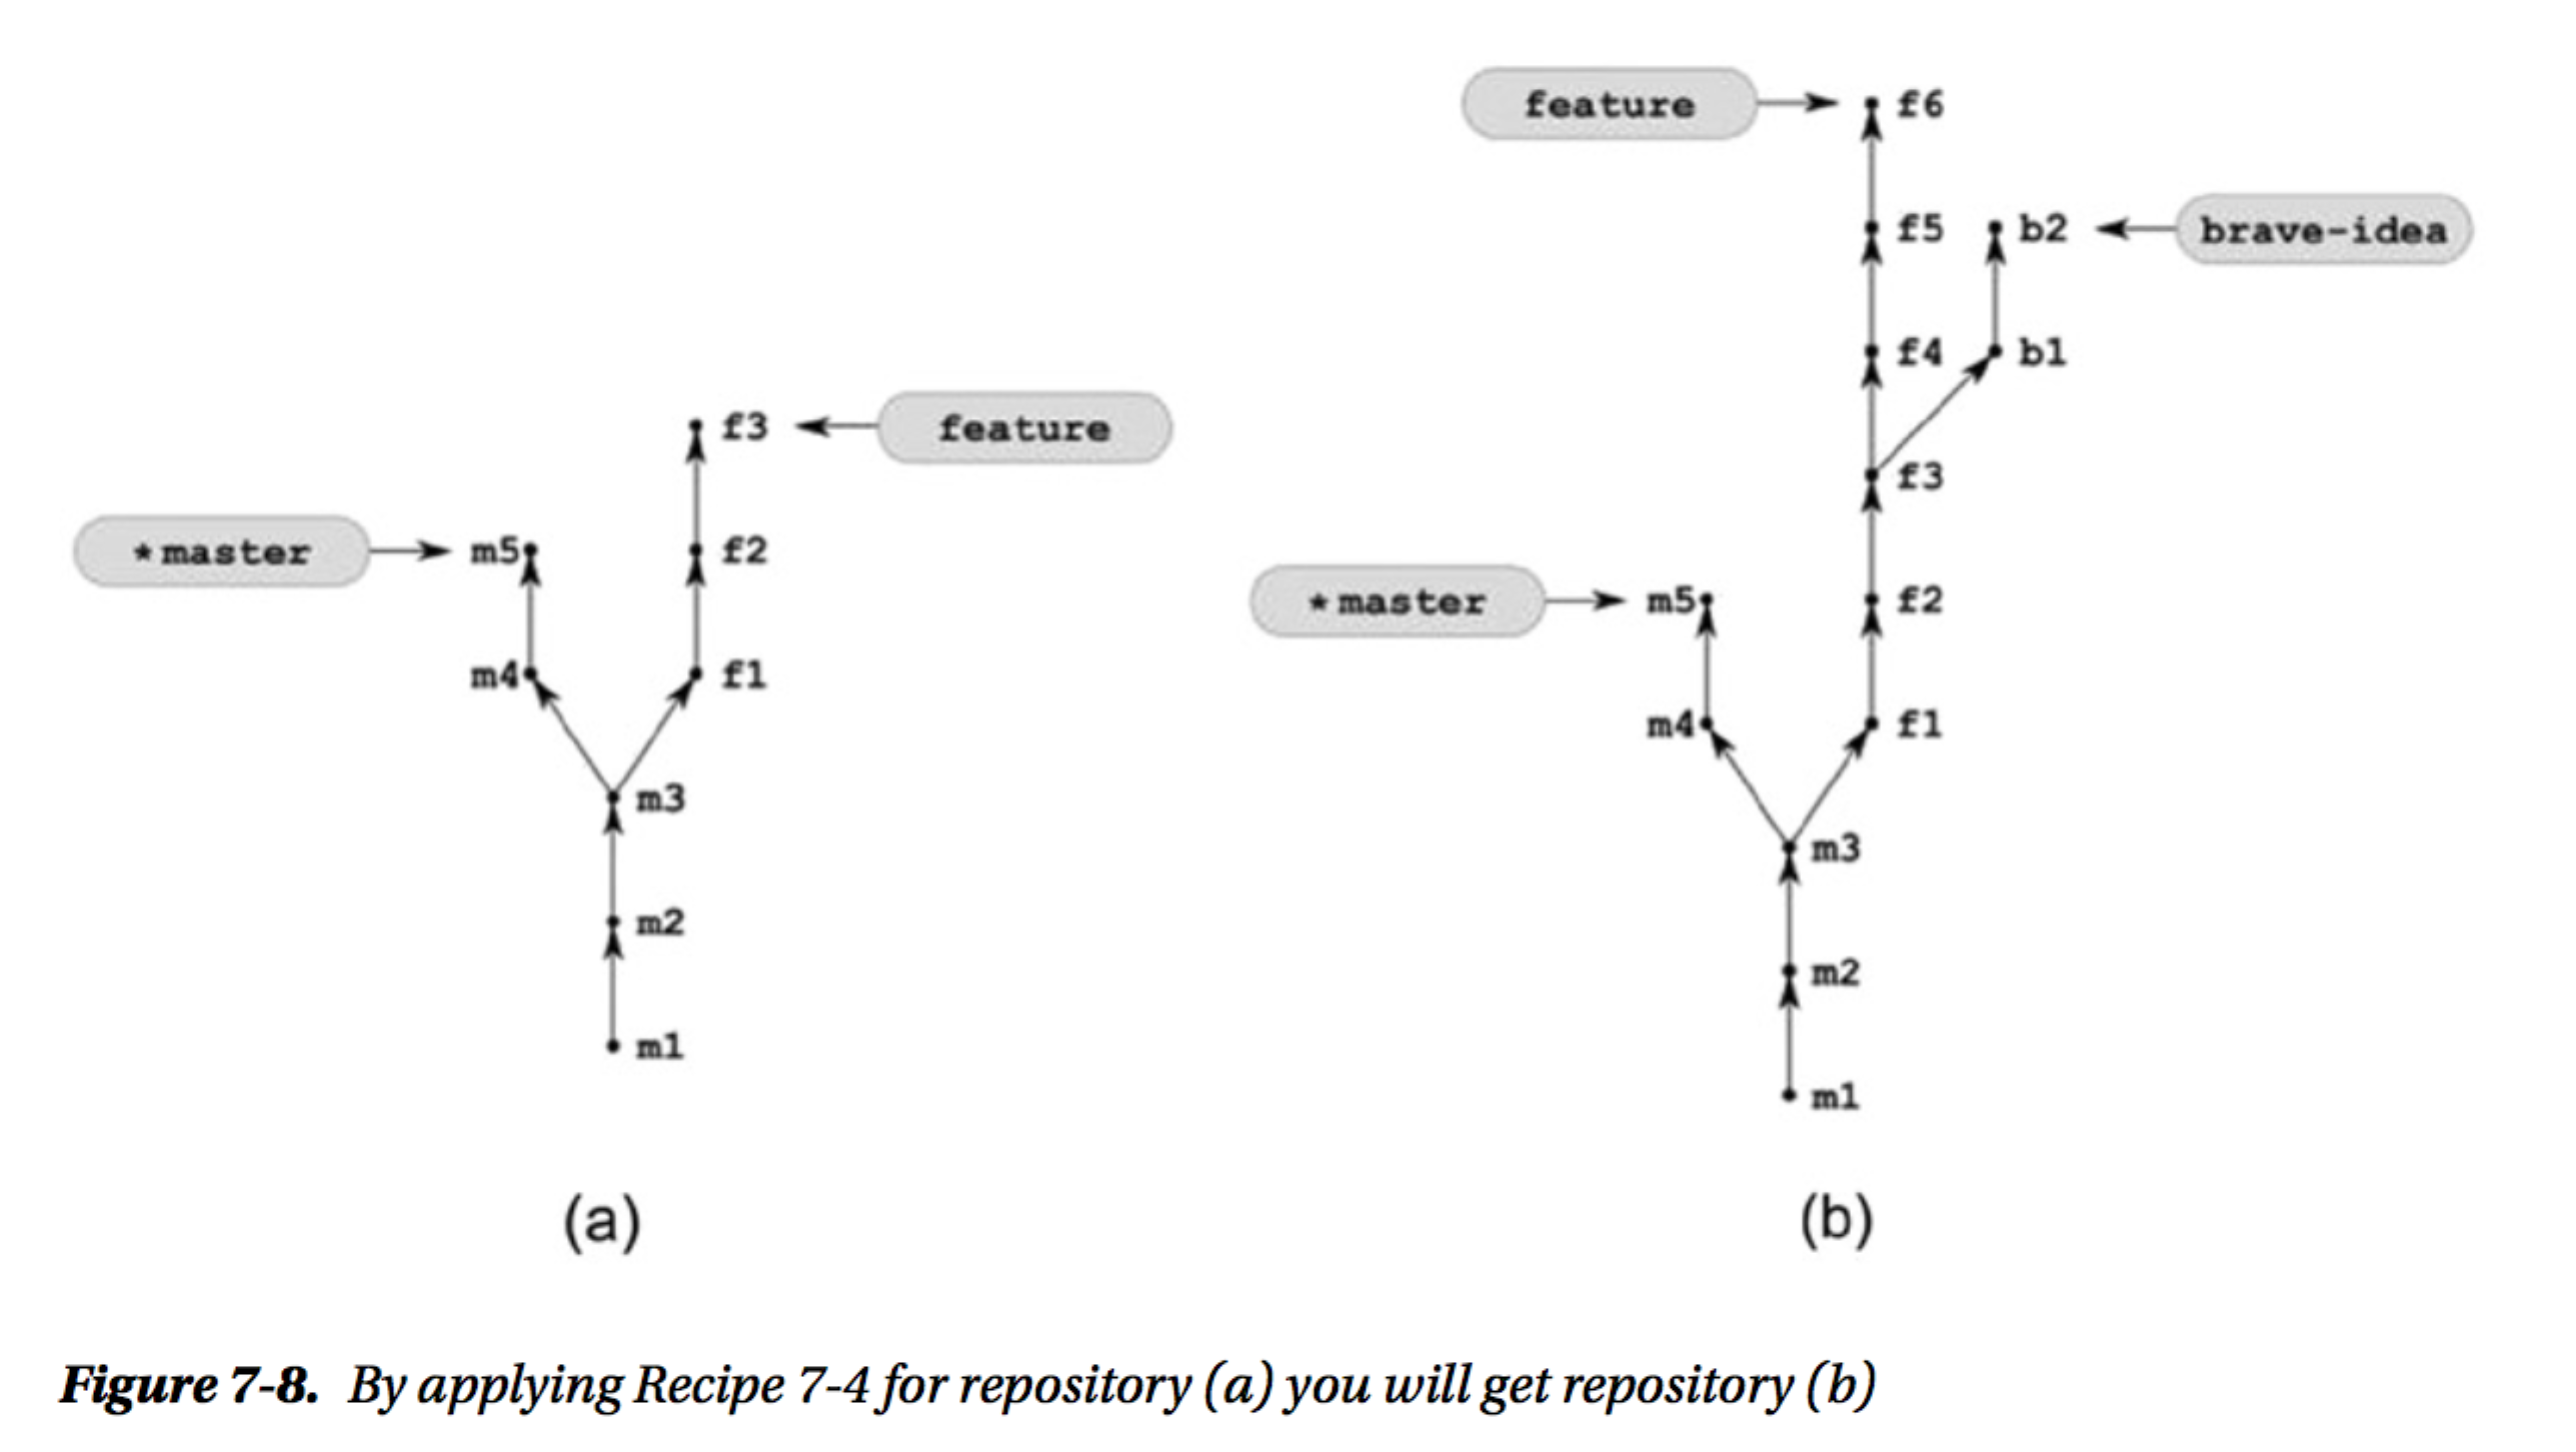 feature
f6
f5
b2
brave-idea
f4
b1
f3
feature
f3
*master
m5
f2
*master
m5
f2
m4
f1
m4
f1
m3
m3
m2
m2
m1
m1
(a)
(b)
Figure 7-8. By applying Recipe 7-4 for repository (a) you will get repository (b)